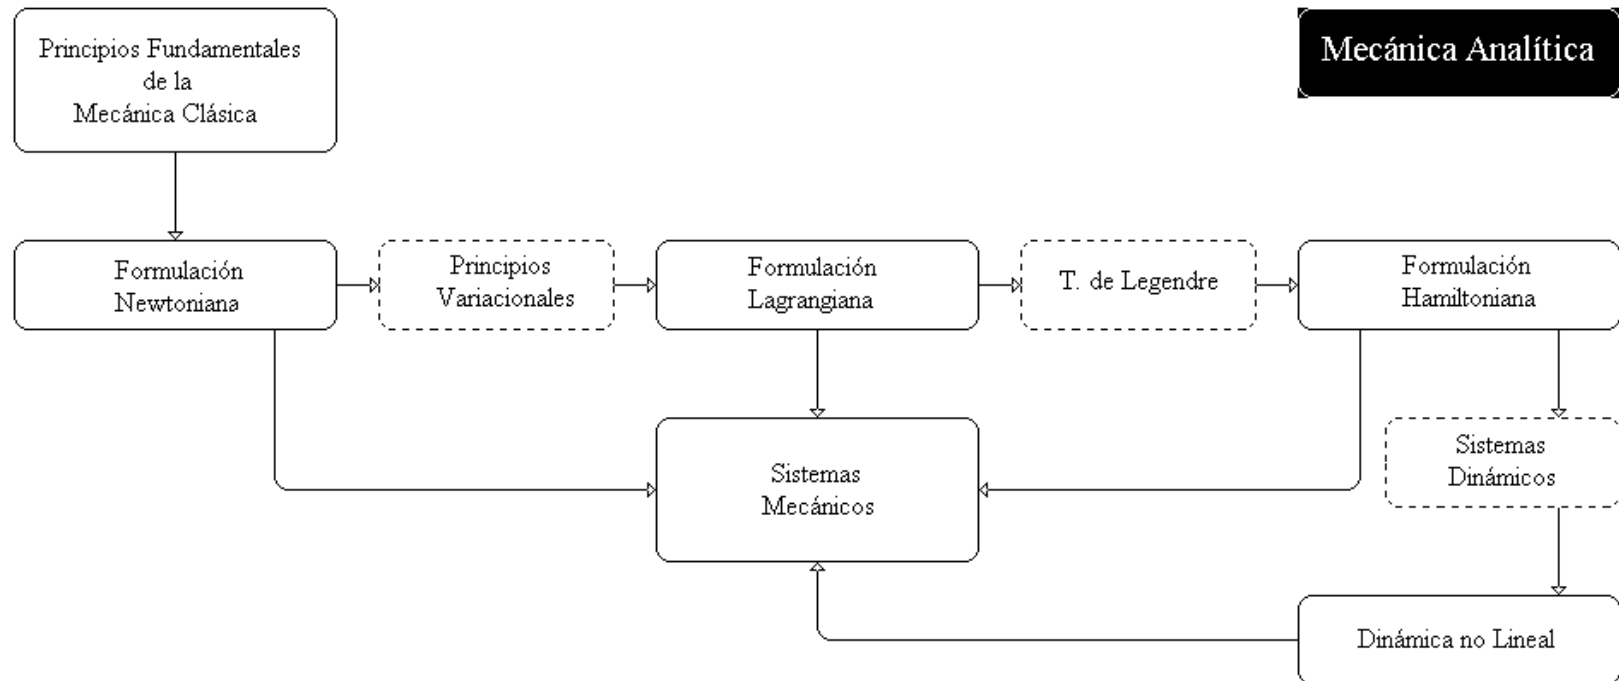 Principios Fundamentales
de la
Mecánica Clásica
Mecánica Analítica
Formulación
Newtoniana
Principios
Variacionales
Formulación
Lagrangiana
T. de Legendre
Formulación
Hamiltoniana
Sistemas
Mecánicos
Sistemas
Dinámicos
Dinámica no Lineal